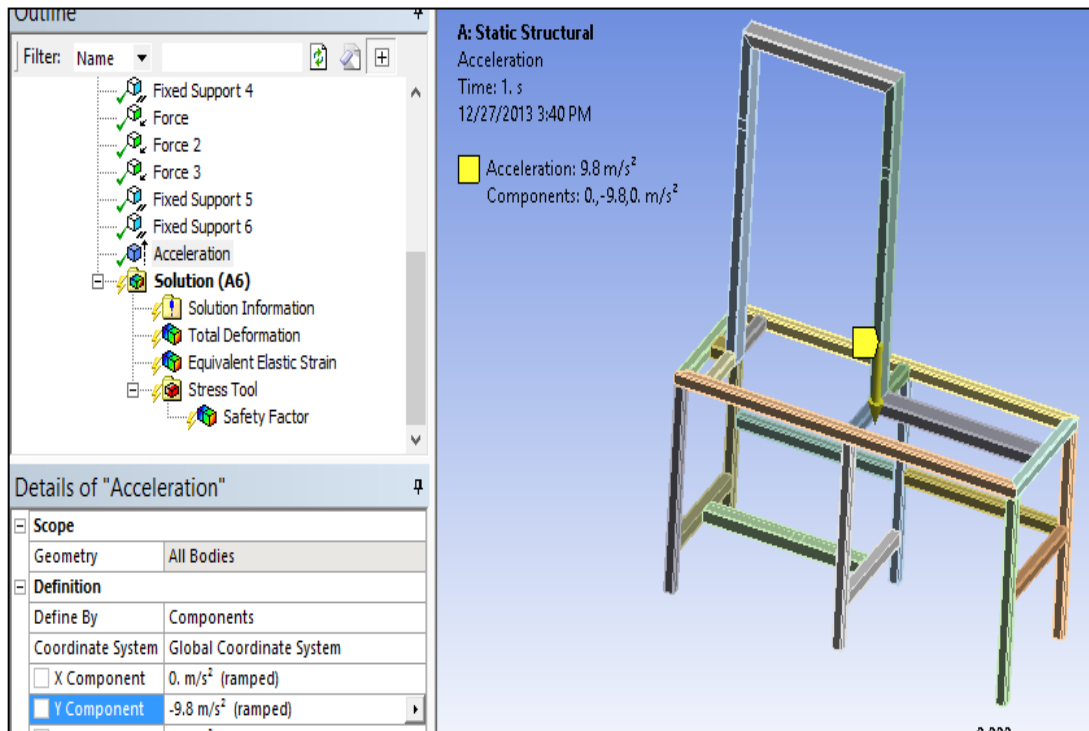 Outline
Filter: Name
Fixed Support 4
Force
Force 2
Force 3
Fixed Support 5
Fixed Support 6
Acceleration
Solution (A6)
Solution Information
Total Deformation
Equivalent Elastic Strain
Stress Tool
Safety Factor
Details of "Acceleration"
Scope
Geometry All Bodies
Definition
Define By Components
Coordinate System Global Coordinate System
X Component 0. m/s² (ramped)
Y Component -9.8 m/s² (ramped)
A: Static Structural
Acceleration
Time: 1. s
12/27/2013 3:40 PM
Acceleration: 9.8 m/s²
Components: 0.,-9.8,0. m/s²